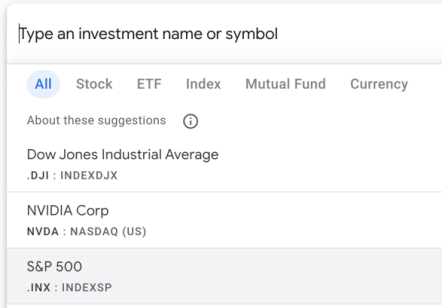 Type an investment name or symbol
All Stock ETF Index Mutual Fund Currency
About these suggestions
Dow Jones Industrial Average
.DJI : INDEXDJX
NVIDIA Corp
NVDA : NASDAQ (US)
S&P 500
.INX : INDEXSP